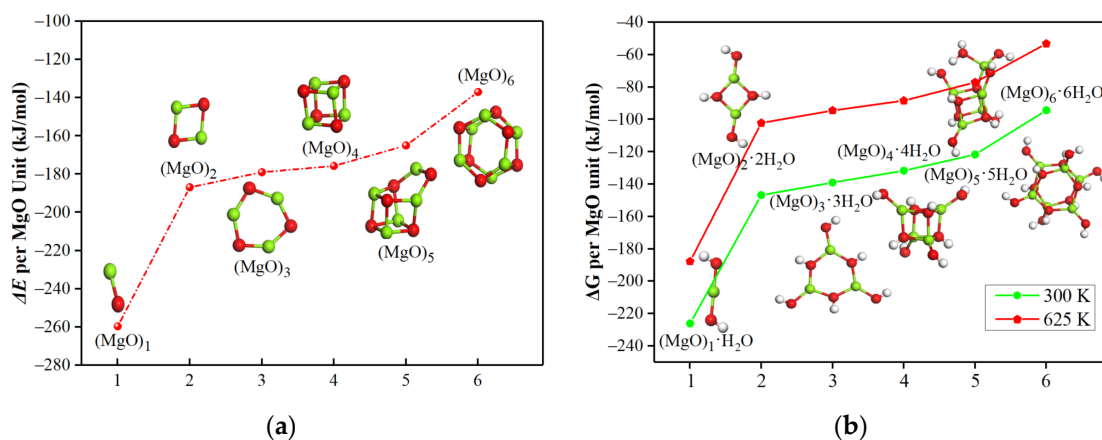 ΔE per MgO Unit (kJ/mol)
−100
−120
−140
−160
−180
−200
−220
−240
−260
−280
(MgO)₆
(MgO)₄
(MgO)₂
(MgO)₅
(MgO)₃
(MgO)₁
1 2 3 4 5 6
(a)
ΔG per MgO unit (kJ/mol)
−40
−60
−80
−100
−120
−140
−160
−180
−200
−220
−240
(MgO)₆·6H₂O
(MgO)₂·2H₂O
(MgO)₄·4H₂O
(MgO)₅·5H₂O
(MgO)₃·3H₂O
300 K
625 K
(MgO)₁·H₂O
1 2 3 4 5 6
(b)